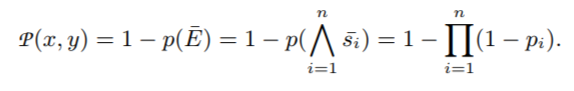 𝒫(x, y) = 1 − p(Ē) = 1 − p(⋀_{i=1}^{n} s̄_i) = 1 − ∏_{i=1}^{n} (1 − p_i).